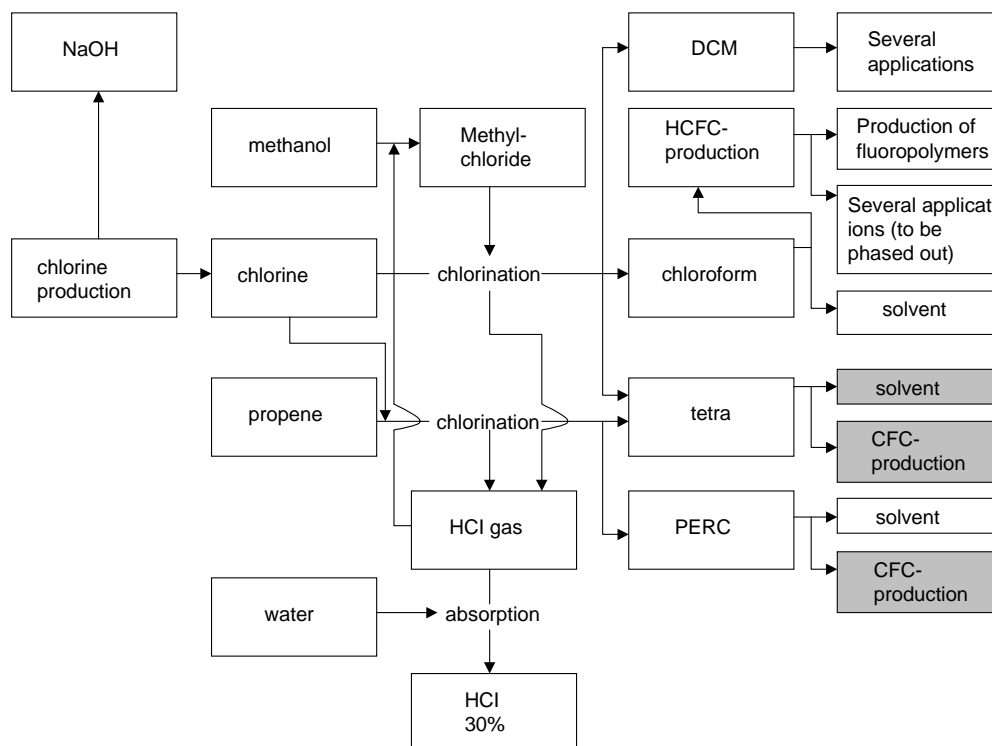 NaOH
DCM
Several
applications
methanol
Methyl-
chloride
HCFC-
production
Production of
fluoropolymers
Several applicat
ions (to be
phased out)
chlorine
production
chlorine
chlorination
chloroform
solvent
propene
chlorination
tetra
solvent
CFC-
production
HCl gas
PERC
solvent
CFC-
production
water
absorption
HCl
30%